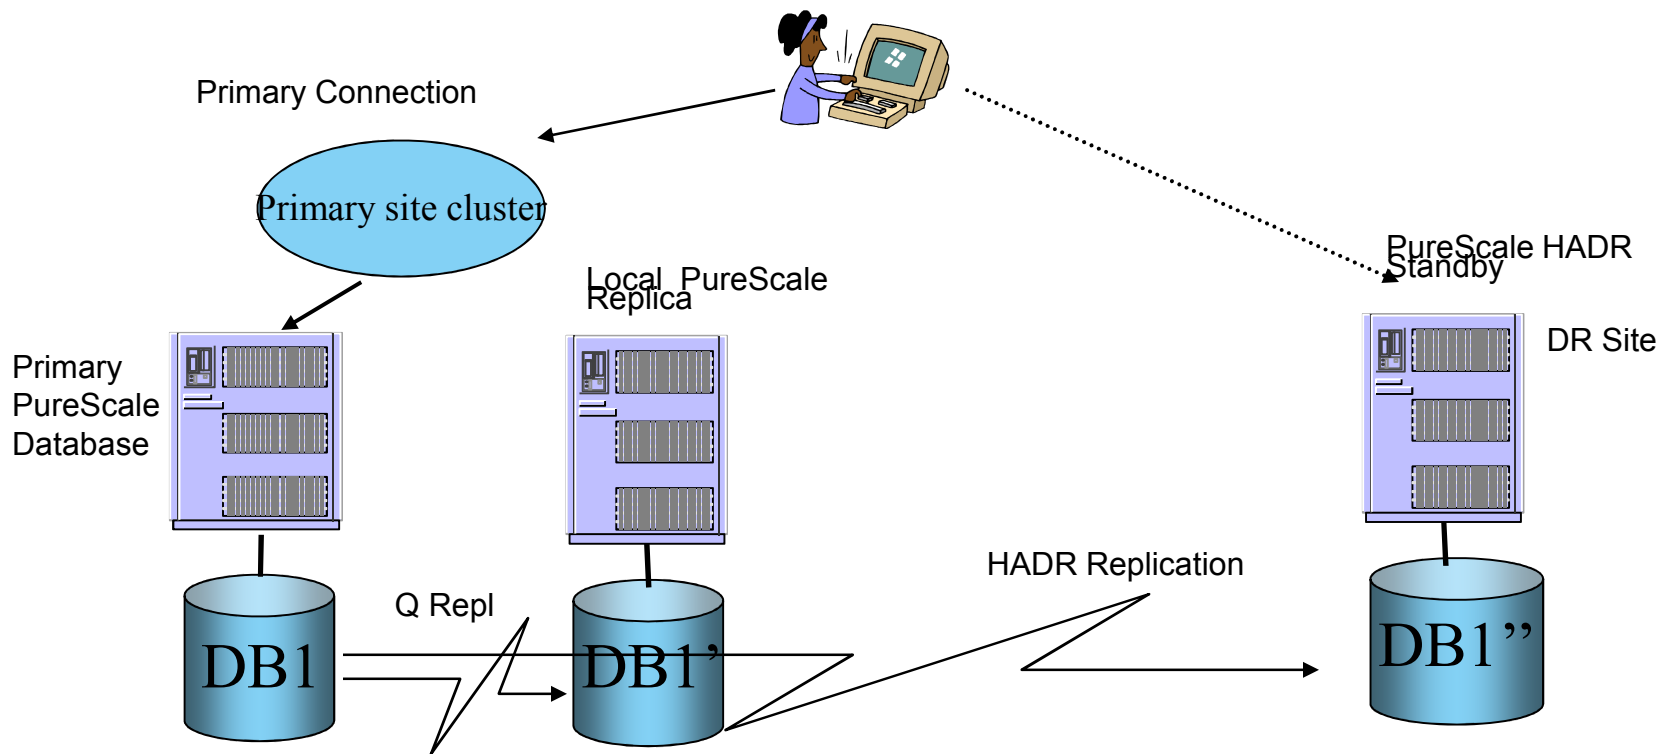 Primary Connection
Primary site cluster
PureScale HADR
Standby
Local  PureScale
Replica
DR Site
Primary
PureScale
Database
HADR Replication
Q Repl
DB1
DB1’
DB1’’